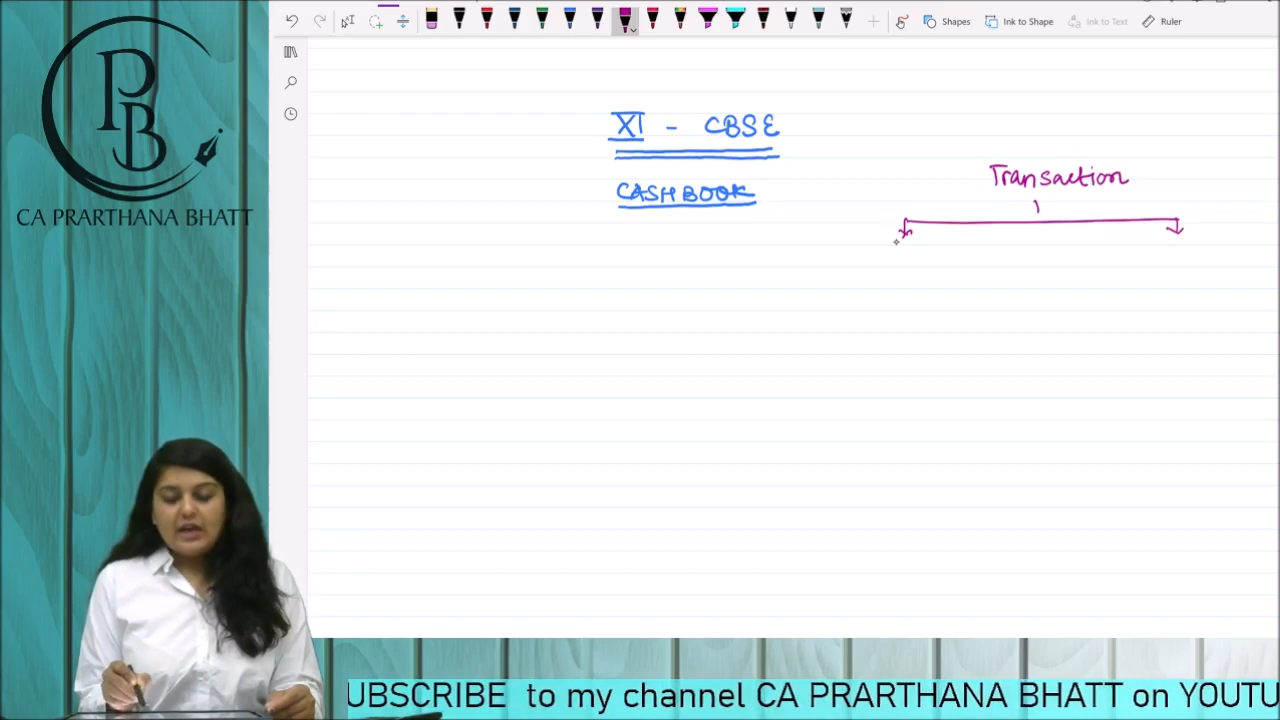 PB
CA PRARTHANA BHATT
Shapes
Ink to Shape
Ink to Text
Ruler
XI - CBSE
CASH BOOK
Transaction
UBSCRIBE to my channel CA PRARTHANA BHATT on YOUTU